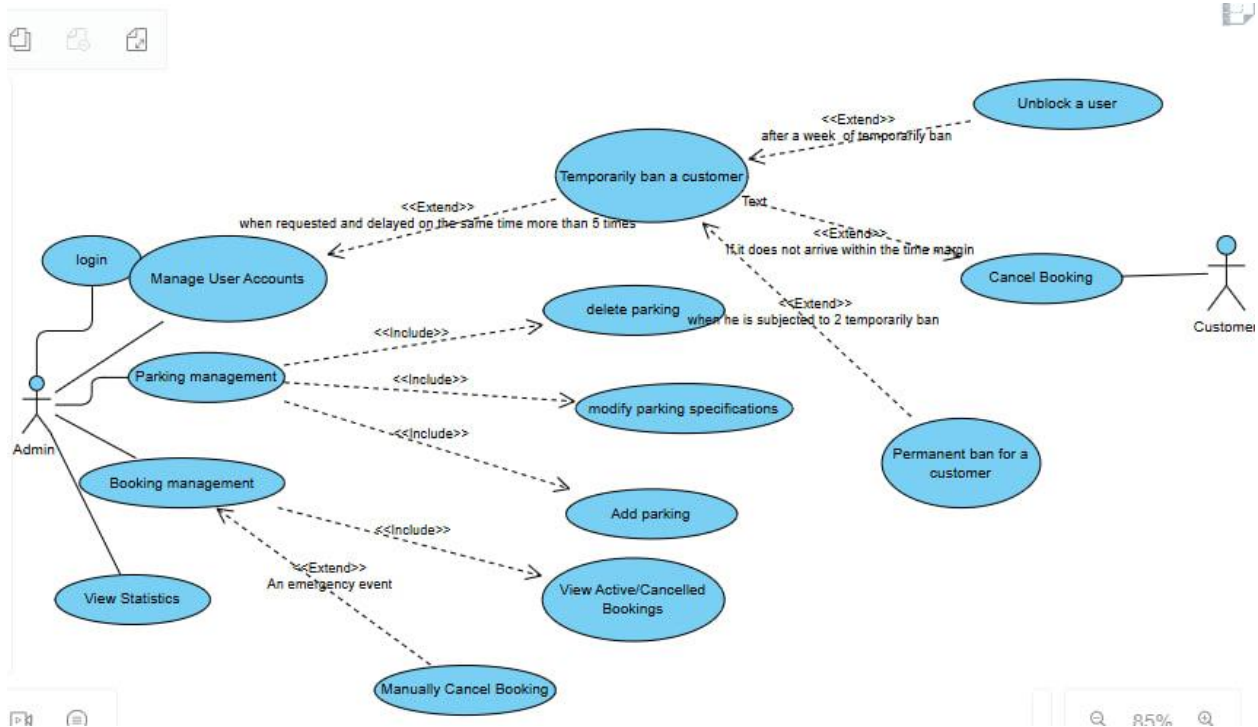 Unblock a user
<<Extend>>
after a week of temporarily ban
Temporarily ban a customer
Text
<<Extend>>
when requested and delayed on the same time more than 5 times
<<Extend>>
If it does not arrive within the time margin
login
Manage User Accounts
Cancel Booking
Customer
delete parking
<<Extend>>
when he is subjected to 2 temporarily ban
<<Include>>
Parking management
<<Include>>
modify parking specifications
<<Include>>
Admin
Permanent ban for a
customer
Booking management
Add parking
<<Include>>
<<Extend>>
An emergency event
View Statistics
View Active/Cancelled
Bookings
Manually Cancel Booking
85%